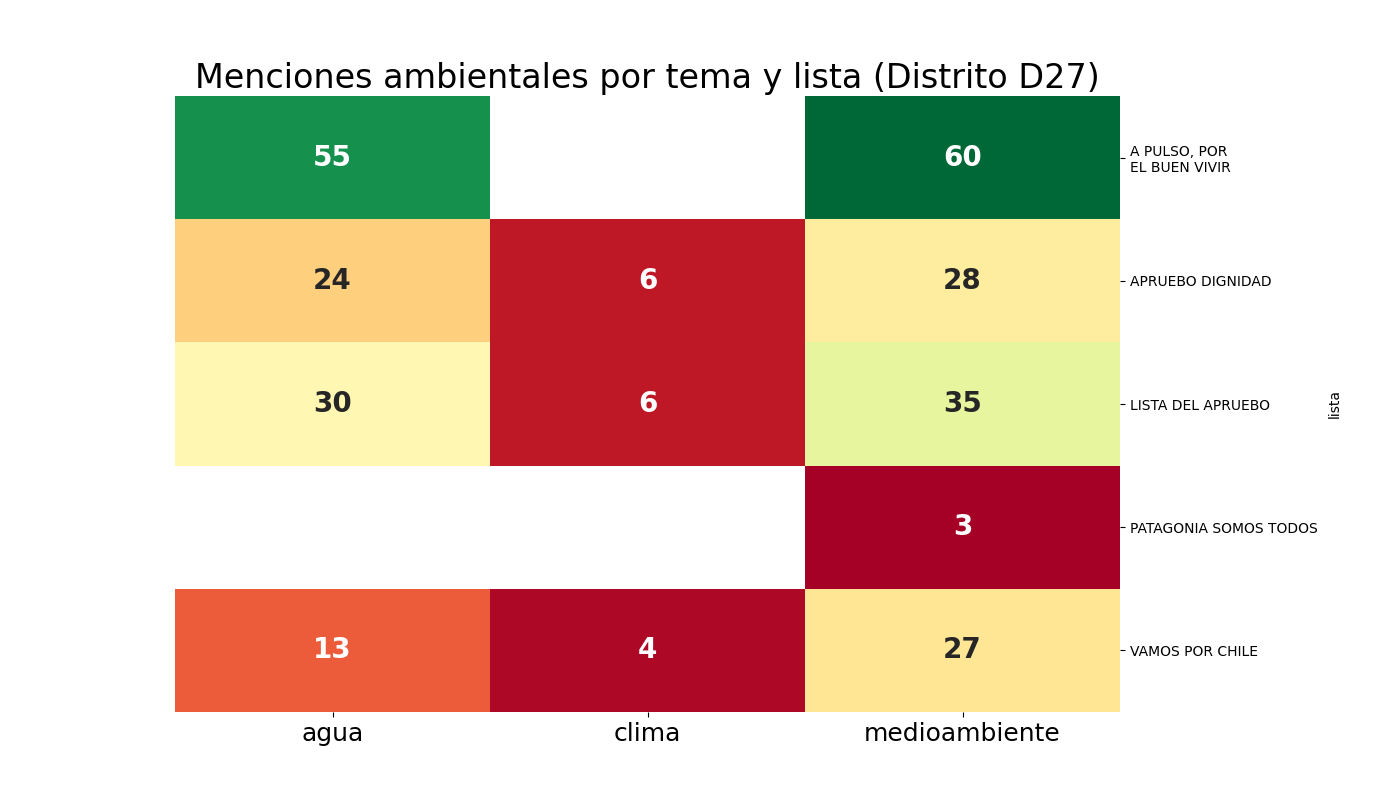 Menciones ambientales por tema y lista (Distrito D27)
55
60
A PULSO, POR
EL BUEN VIVIR
24
6
28
APRUEBO DIGNIDAD
30
6
35
LISTA DEL APRUEBO
lista
3
PATAGONIA SOMOS TODOS
13
4
27
VAMOS POR CHILE
agua
clima
medioambiente